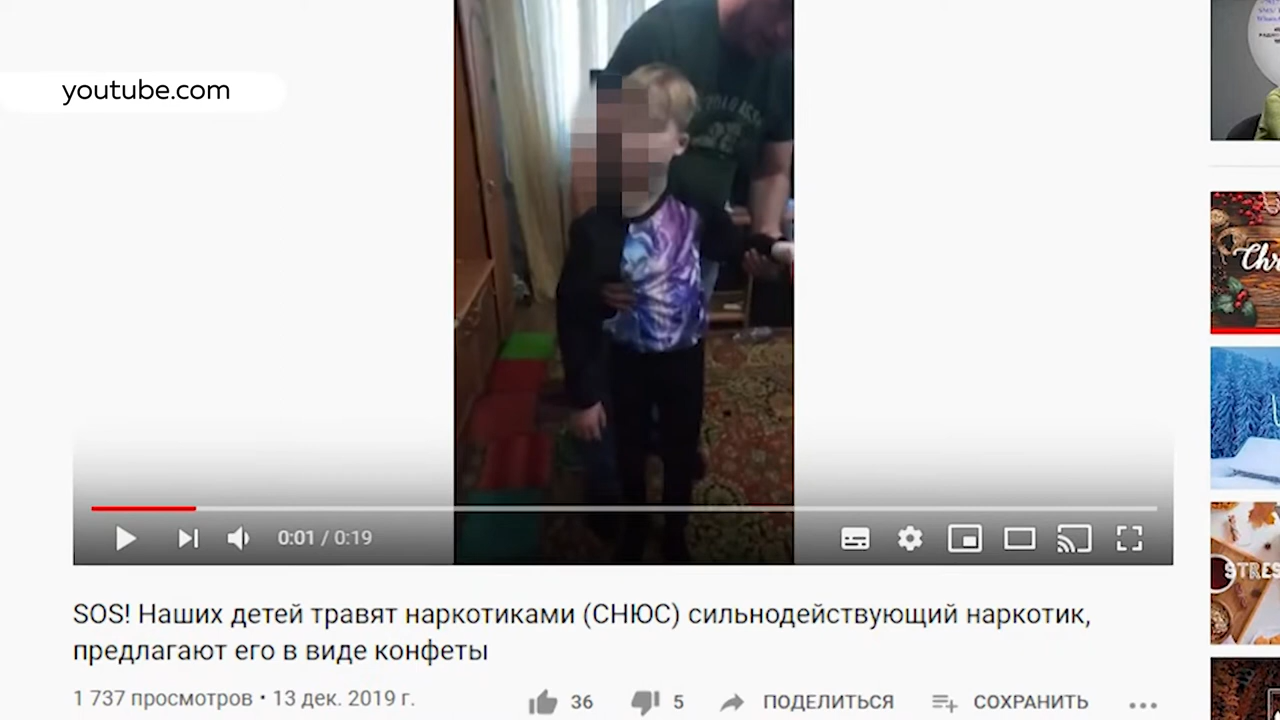 youtube.com
0:01 / 0:19
SOS! Наших детей травят наркотиками (СНЮС) сильнодействующий наркотик,
предлагают его в виде конфеты
1 737 просмотров • 13 дек. 2019 г.
36
5
ПОДЕЛИТЬСЯ
СОХРАНИТЬ